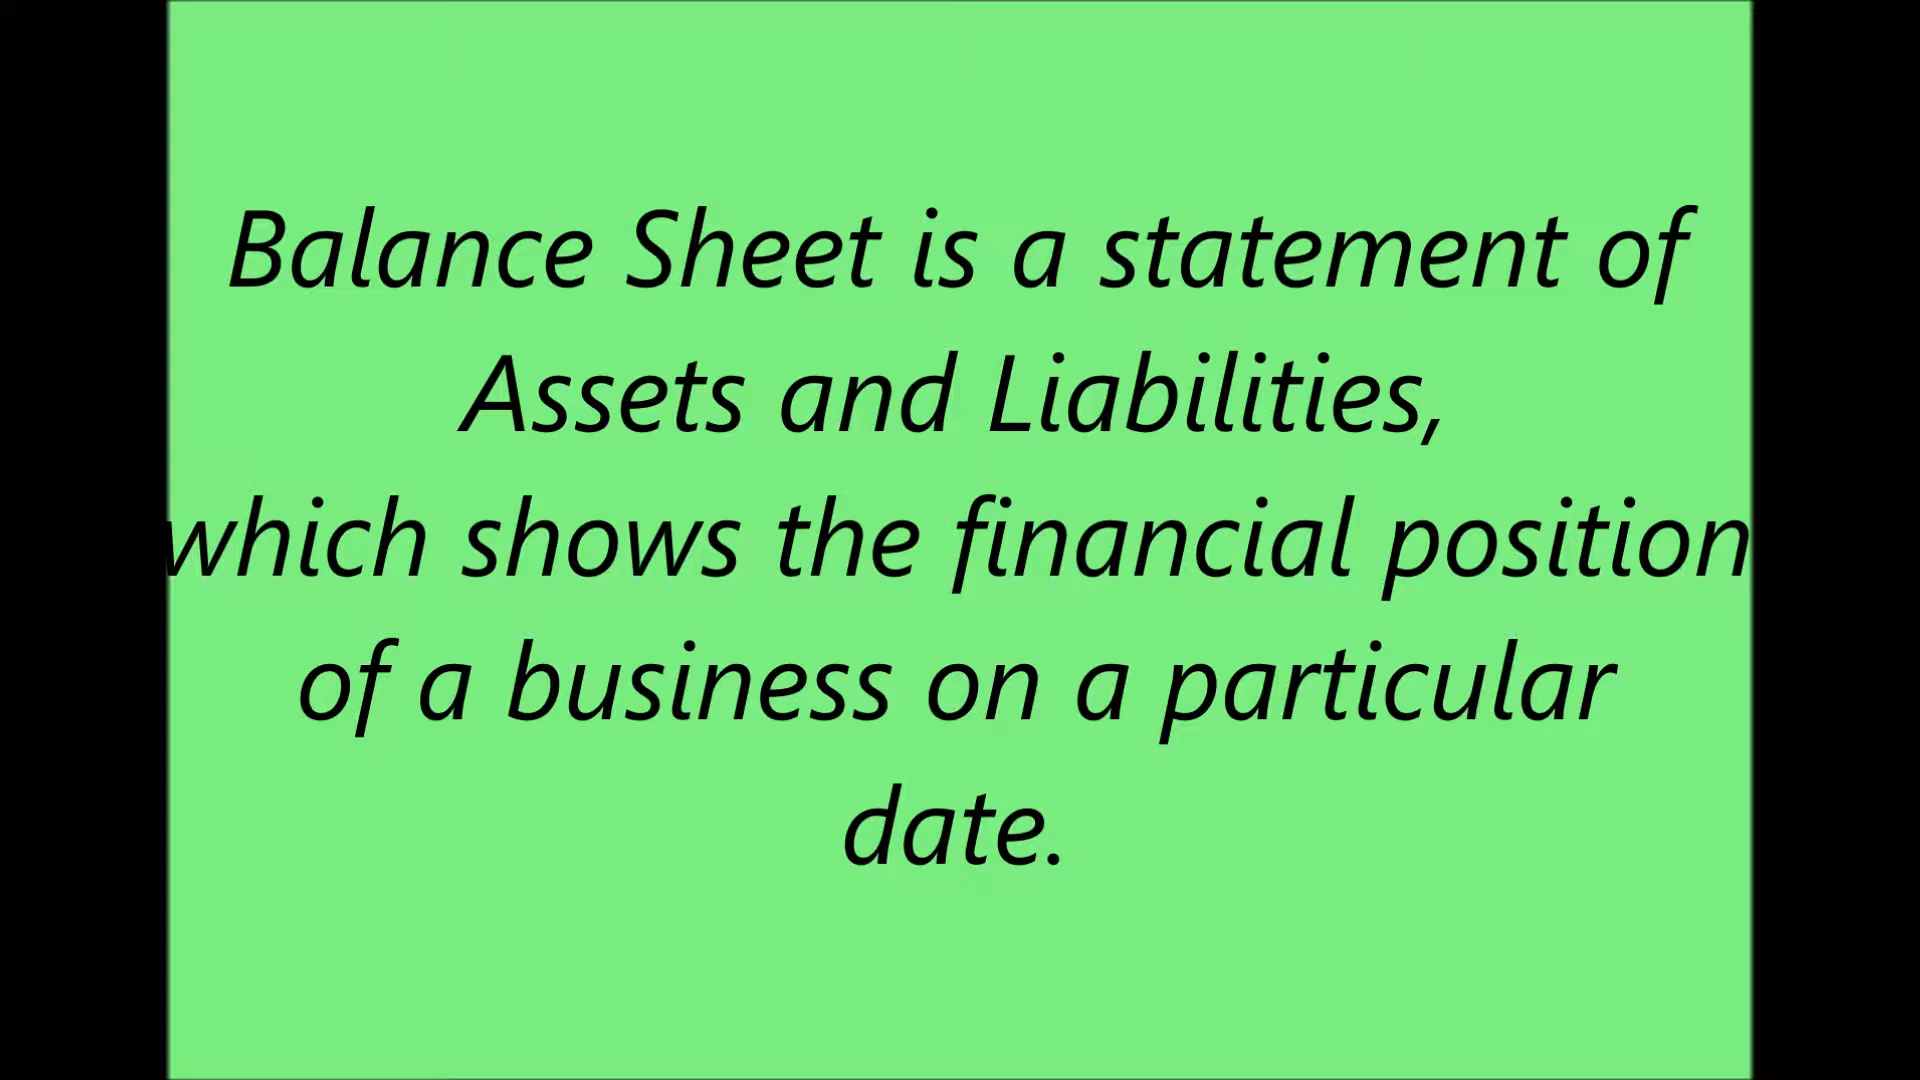 Balance Sheet is a statement of
Assets and Liabilities,
which shows the financial position
of a business on a particular
date.